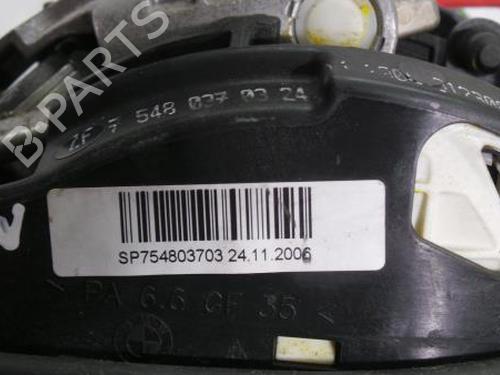 ZF 7 548 037 03 24
SP754803703 24.11.2006
> PA 6.6 GF 35 <
B-PARTS